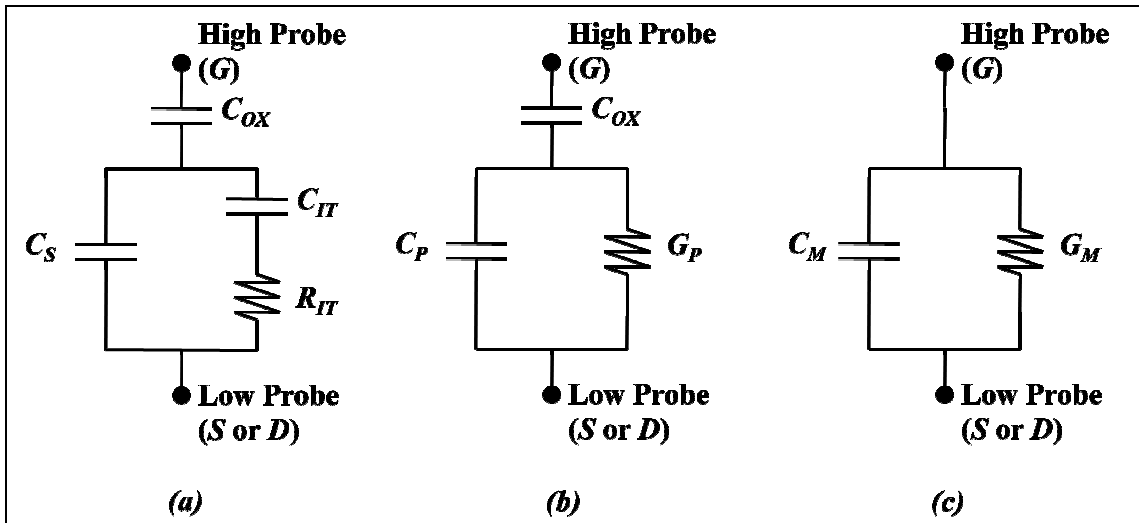 High Probe
(G)
C_OX
C_IT
C_S
R_IT
Low Probe
(S or D)
(a)
High Probe
(G)
C_OX
C_P
G_P
Low Probe
(S or D)
(b)
High Probe
(G)
C_M
G_M
Low Probe
(S or D)
(c)